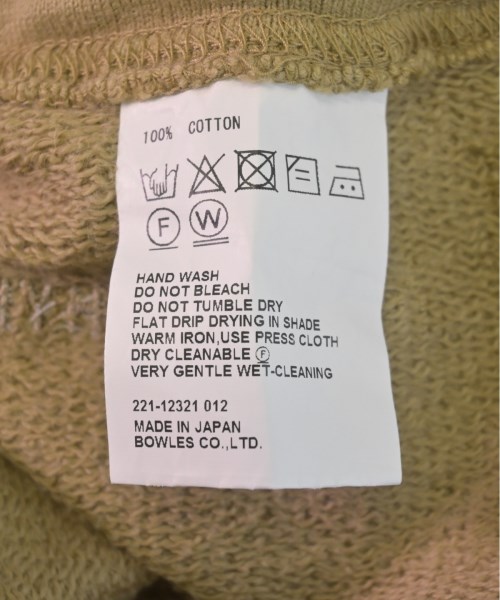 100% COTTON
F W
HAND WASH
DO NOT BLEACH
DO NOT TUMBLE DRY
FLAT DRIP DRYING IN SHADE
WARM IRON,USE PRESS CLOTH
DRY CLEANABLE Ⓕ
VERY GENTLE WET-CLEANING
221-12321 012
MADE IN JAPAN
BOWLES CO.,LTD.